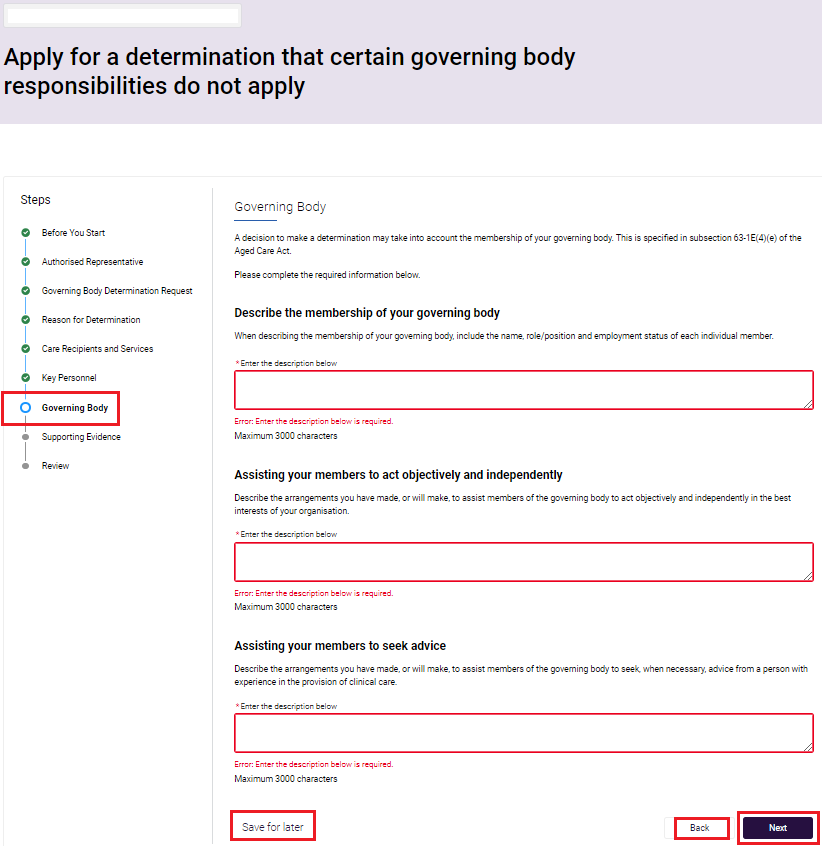 Apply for a determination that certain governing body
responsibilities do not apply
Steps
Before You Start
Authorised Representative
Governing Body Determination Request
Reason for Determination
Care Recipients and Services
Key Personnel
Governing Body
Supporting Evidence
Review
Governing Body
A decision to make a determination may take into account the membership of your governing body. This is specified in subsection 63-1E(4)(e) of the
Aged Care Act.
Please complete the required information below.
Describe the membership of your governing body
When describing the membership of your governing body, include the name, role/position and employment status of each individual member.
*Enter the description below
Error: Enter the description below is required.
Maximum 3000 characters
Assisting your members to act objectively and independently
Describe the arrangements you have made, or will make, to assist members of the governing body to act objectively and independently in the best
interests of your organisation.
*Enter the description below
Error: Enter the description below is required.
Maximum 3000 characters
Assisting your members to seek advice
Describe the arrangements you have made, or will make, to assist members of the governing body to seek, when necessary, advice from a person with
experience in the provision of clinical care.
*Enter the description below
Error: Enter the description below is required.
Maximum 3000 characters
Save for later
Back
Next